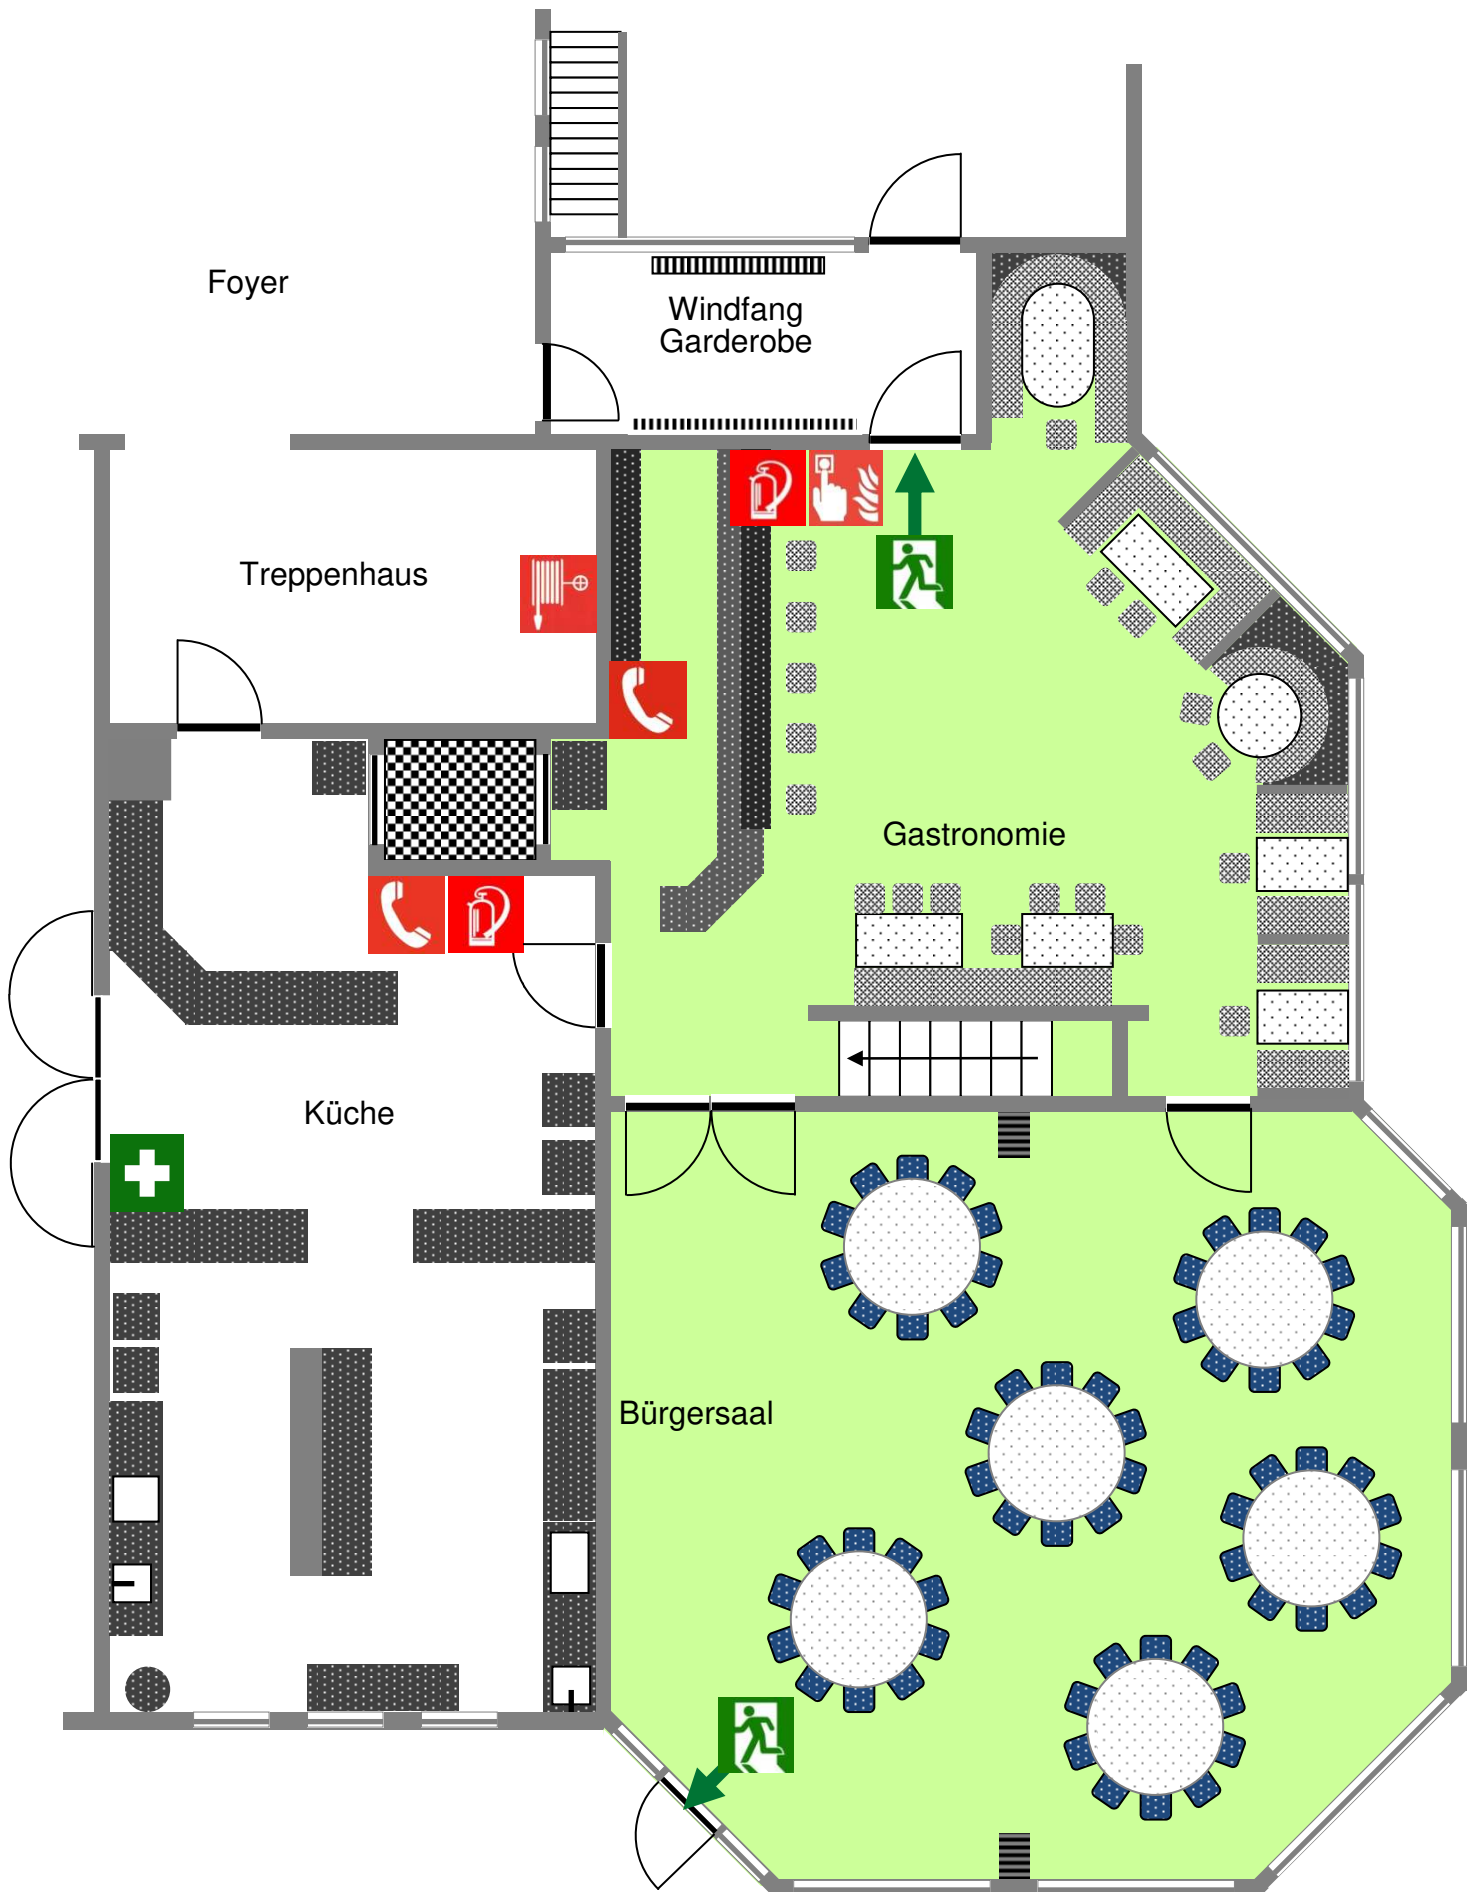 Foyer
Windfang
Garderobe
Treppenhaus
Gastronomie
Küche
Bürgersaal